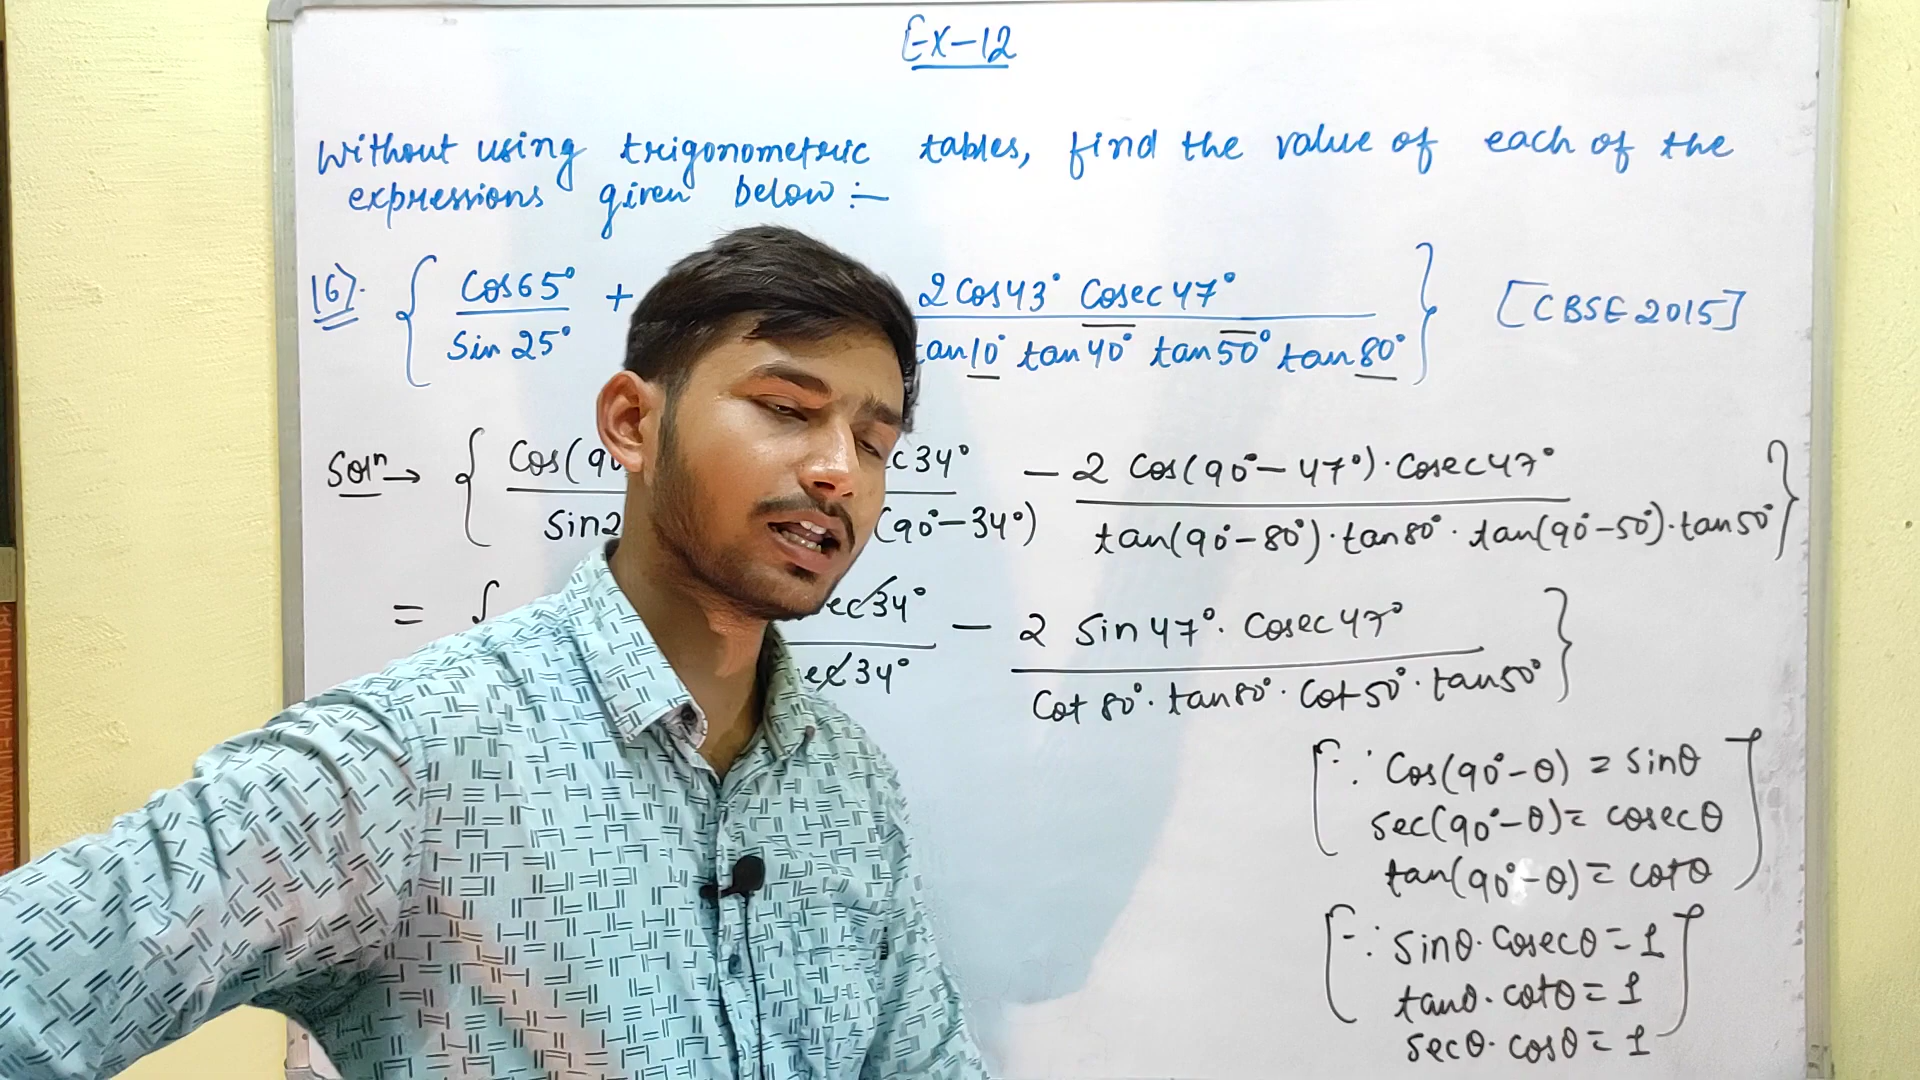 Ex-12
Without using trigonometric tables, find the value of each of the
expressions given below :-
16). { Cos65° / Sin 25° + 2 Cos43° Cosec 47° / tan10° tan40° tan50° tan80° } [CBSE 2015]
Solⁿ → { Cos(90 / Sin2 c34° / (90°-34°) - 2 Cos(90°-47°)·Cosec47° / tan(90°-80°)·tan80°·tan(90°-50°)·tan50° }
= { ec34° / ec34° - 2 Sin47°·Cosec47° / Cot80°·tan80°·Cot50°·tan50° }
[∵ Cos(90°-θ) = sinθ
sec(90°-θ) = cosecθ
tan(90°-θ) = cotθ]
[∵ sinθ·Cosecθ = 1
tanθ·cotθ = 1]
secθ·cosθ = 1